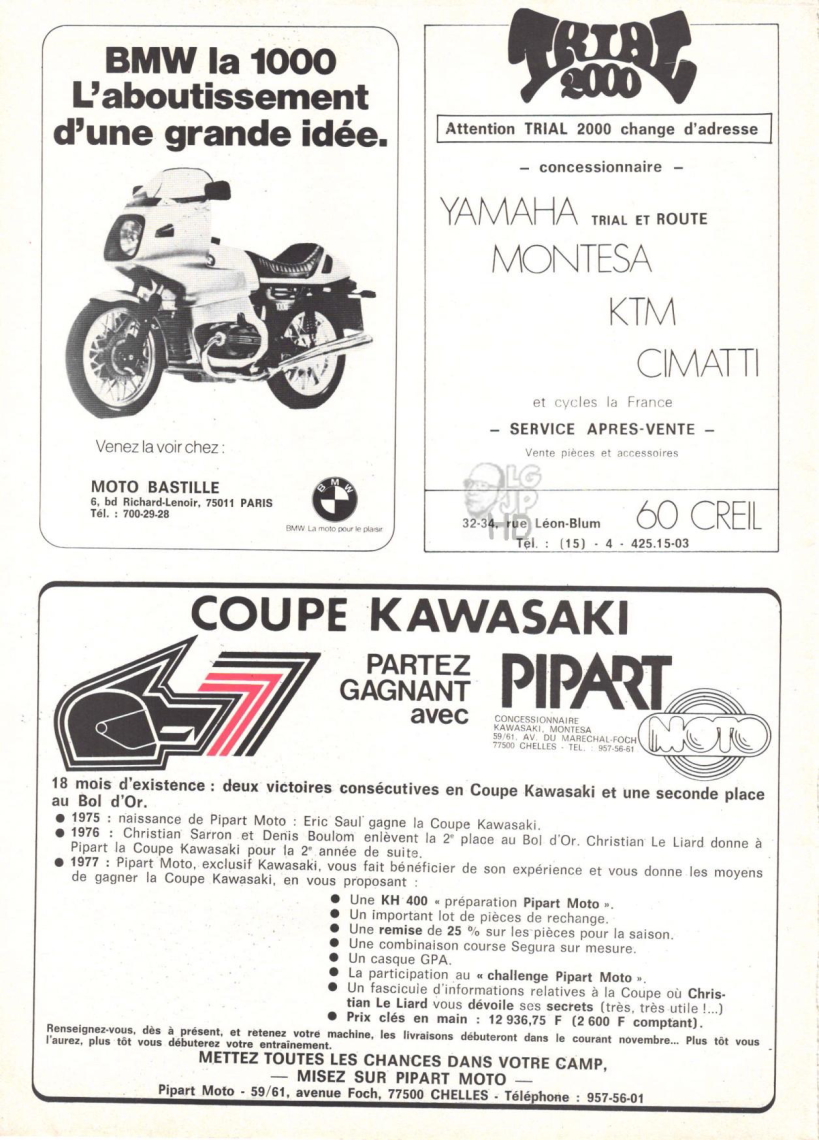 BMW la 1000
L'aboutissement
d'une grande idée.
Venez la voir chez :
MOTO BASTILLE
6, bd Richard-Lenoir, 75011 PARIS
Tél. : 700-29-28
BMW
BMW. La moto pour le plaisir
TRIAL
2000
Attention TRIAL 2000 change d'adresse
– concessionnaire –
YAMAHA TRIAL ET ROUTE
MONTESA
KTM
CIMATTI
et cycles la France
– SERVICE APRES-VENTE –
Vente pièces et accessoires
LG
JP
HD
32-34, rue Léon-Blum 60 CREIL
Tel. : (15) - 4 - 425.15-03
COUPE KAWASAKI
PARTEZ
GAGNANT
avec
PIPART
CONCESSIONNAIRE
KAWASAKI, MONTESA
59/61, AV. DU MARECHAL-FOCH
77500 CHELLES - TEL. : 957-56-61
MOTO
18 mois d'existence : deux victoires consécutives en Coupe Kawasaki et une seconde place
au Bol d'Or.
● 1975 : naissance de Pipart Moto : Eric Saul gagne la Coupe Kawasaki.
● 1976 : Christian Sarron et Denis Boulom enlèvent la 2e place au Bol d'Or. Christian Le Liard donne à
Pipart la Coupe Kawasaki pour la 2e année de suite.
● 1977 : Pipart Moto, exclusif Kawasaki, vous fait bénéficier de son expérience et vous donne les moyens
de gagner la Coupe Kawasaki, en vous proposant :
● Une KH 400 « préparation Pipart Moto ».
● Un important lot de pièces de rechange.
● Une remise de 25 % sur les pièces pour la saison.
● Une combinaison course Segura sur mesure.
● Un casque GPA.
● La participation au « challenge Pipart Moto ».
● Un fascicule d'informations relatives à la Coupe où Chris-
tian Le Liard vous dévoile ses secrets (très, très utile !...)
● Prix clés en main : 12 936,75 F (2 600 F comptant).
Renseignez-vous, dès à présent, et retenez votre machine, les livraisons débuteront dans le courant novembre... Plus tôt vous
l'aurez, plus tôt vous débuterez votre entraînement.
METTEZ TOUTES LES CHANCES DANS VOTRE CAMP,
— MISEZ SUR PIPART MOTO —
Pipart Moto - 59/61, avenue Foch, 77500 CHELLES - Téléphone : 957-56-01